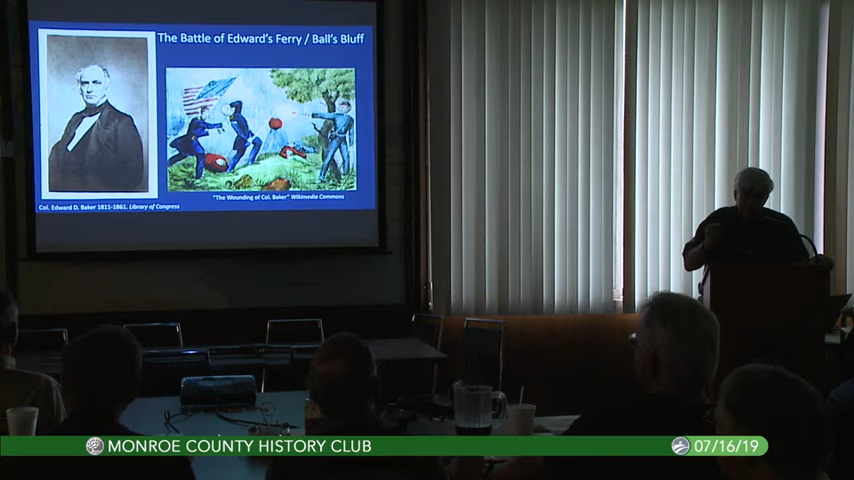 The Battle of Edward's Ferry / Ball's Bluff
Col. Edward D. Baker 1811-1861. Library of Congress
"The Wounding of Col. Baker" Wikimedia Commons
MONROE COUNTY HISTORY CLUB
07/16/19